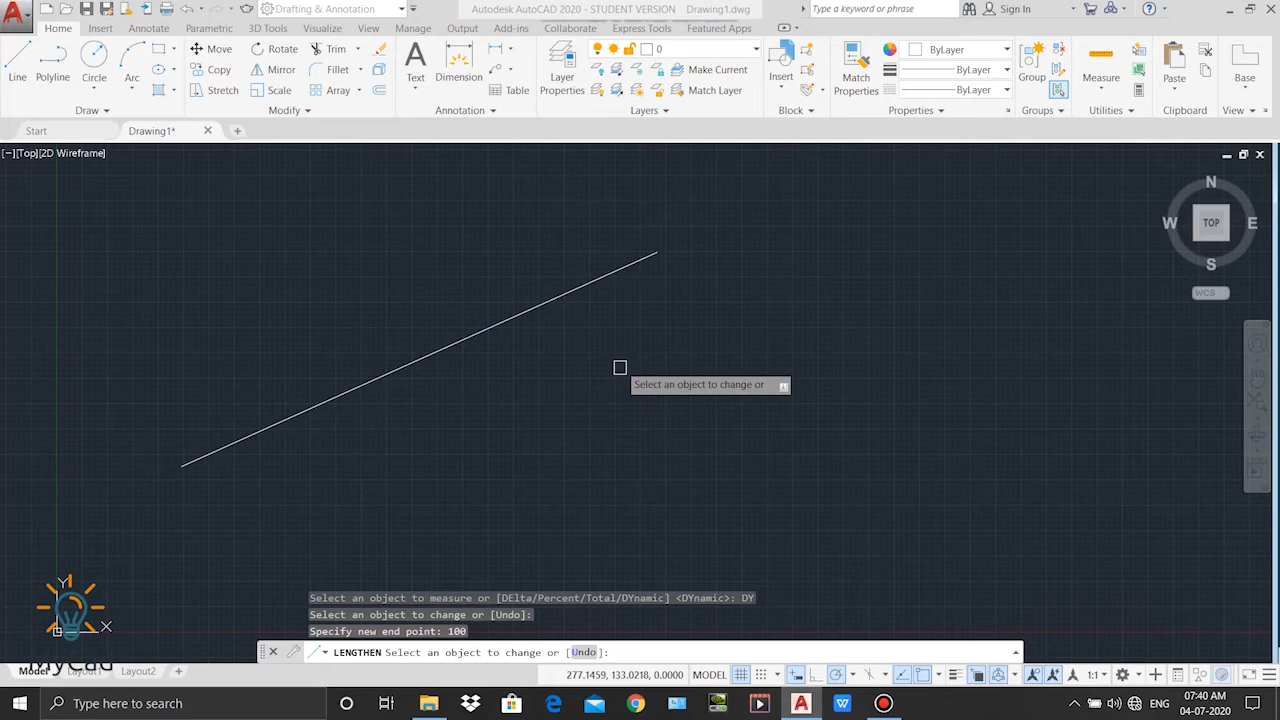 Drafting & Annotation
Autodesk AutoCAD 2020 - STUDENT VERSION Drawing1.dwg
Type here a keyword or phrase
Sign In
Home Insert Annotate Parametric 3D Tools Visualize View Manage Output Add-ins Collaborate Express Tools Featured Apps
Move Rotate Trim
0
ByLayer
Copy Mirror Fillet
Make Current
ByLayer
Line Polyline Circle Arc
Text Dimension
Layer Properties
Insert
Match Properties
Group Measure Paste Base
Stretch Scale Array
Table
Match Layer
ByLayer
Draw Modify Annotation Layers Block Properties Groups Utilities Clipboard View
Start Drawing1*
[−][Top][2D Wireframe]
N
W TOP E
S
WCS
Select an object to change or
Y
X
Select an object to measure or [DElta/Percent/Total/DYnamic] <DYnamic>: DY
Select an object to change or [Undo]:
Specify new end point: 100
LENGTHEN Select an object to change or [Undo]:
MyCad
Model Layout1 Layout2
277.1459, 133.0218, 0.0000 MODEL 1:1
Type here to search
ENG
07:40 AM
04-07-2020